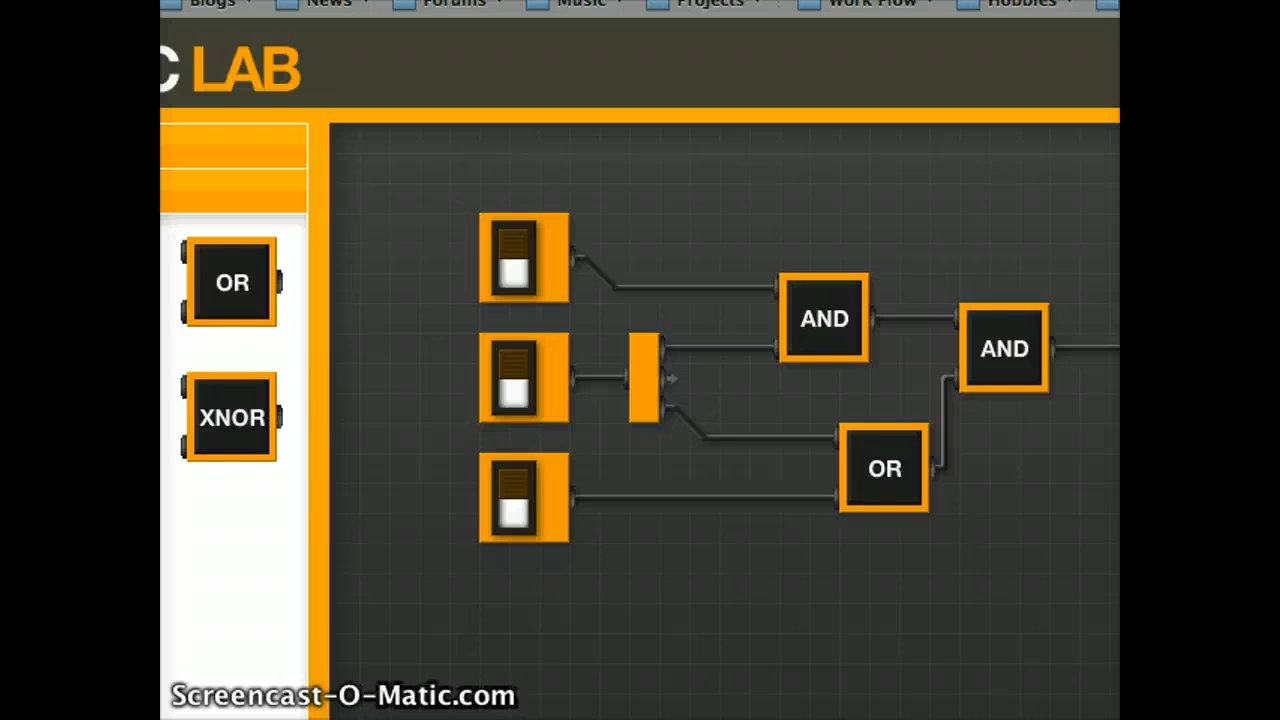 Blogs News Forums Music Projects Work Flow Hobbies
C LAB
OR
XNOR
AND
AND
OR
Screencast-O-Matic.com